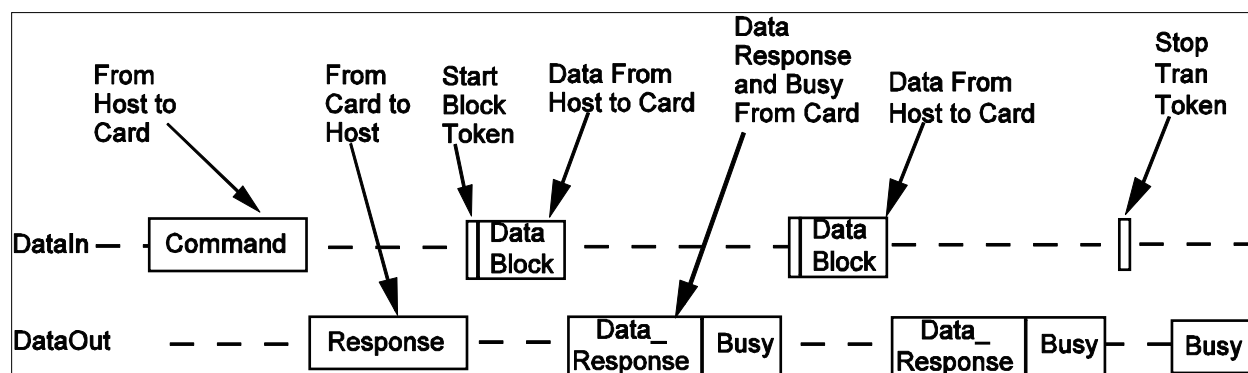 From
Host to
Card
From
Card to
Host
Start
Block
Token
Data From
Host to Card
Data
Response
and Busy
From Card
Data From
Host to Card
Stop
Tran
Token
DataIn
Command
Data
Block
Data
Block
DataOut
Response
Data_
Response
Busy
Data_
Response
Busy
Busy